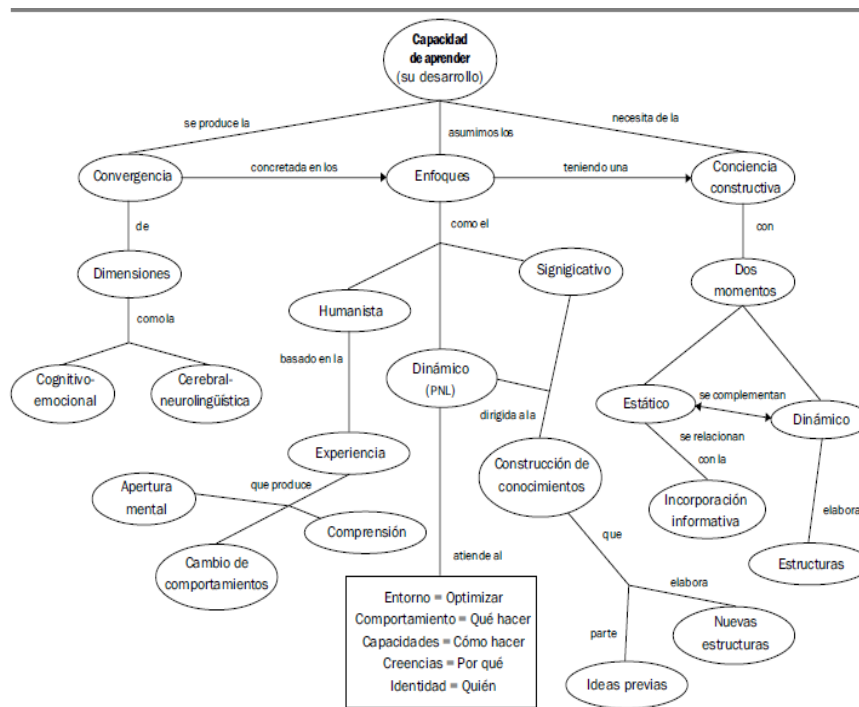 Capacidad
de aprender
(su desarrollo)
se produce la
asumimos los
necesita de la
Convergencia
concretada en los
Enfoques
teniendo una
Conciencia
constructiva
de
como el
con
Dimensiones
Signigicativo
Dos
momentos
Humanista
como la
basado en la
Cognitivo-
emocional
Cerebral-
neurolingüística
Dinámico
(PNL)
dirigida a la
Estático
se complementan
Dinámico
se relacionan
con la
Experiencia
Construcción de
conocimientos
Apertura
mental
que produce
Comprensión
Incorporación
informativa
elabora
Cambio de
comportamientos
atiende al
que
Estructuras
Entorno = Optimizar
Comportamiento = Qué hacer
Capacidades = Cómo hacer
Creencias = Por qué
Identidad = Quién
elabora
parte
Nuevas
estructuras
Ideas previas